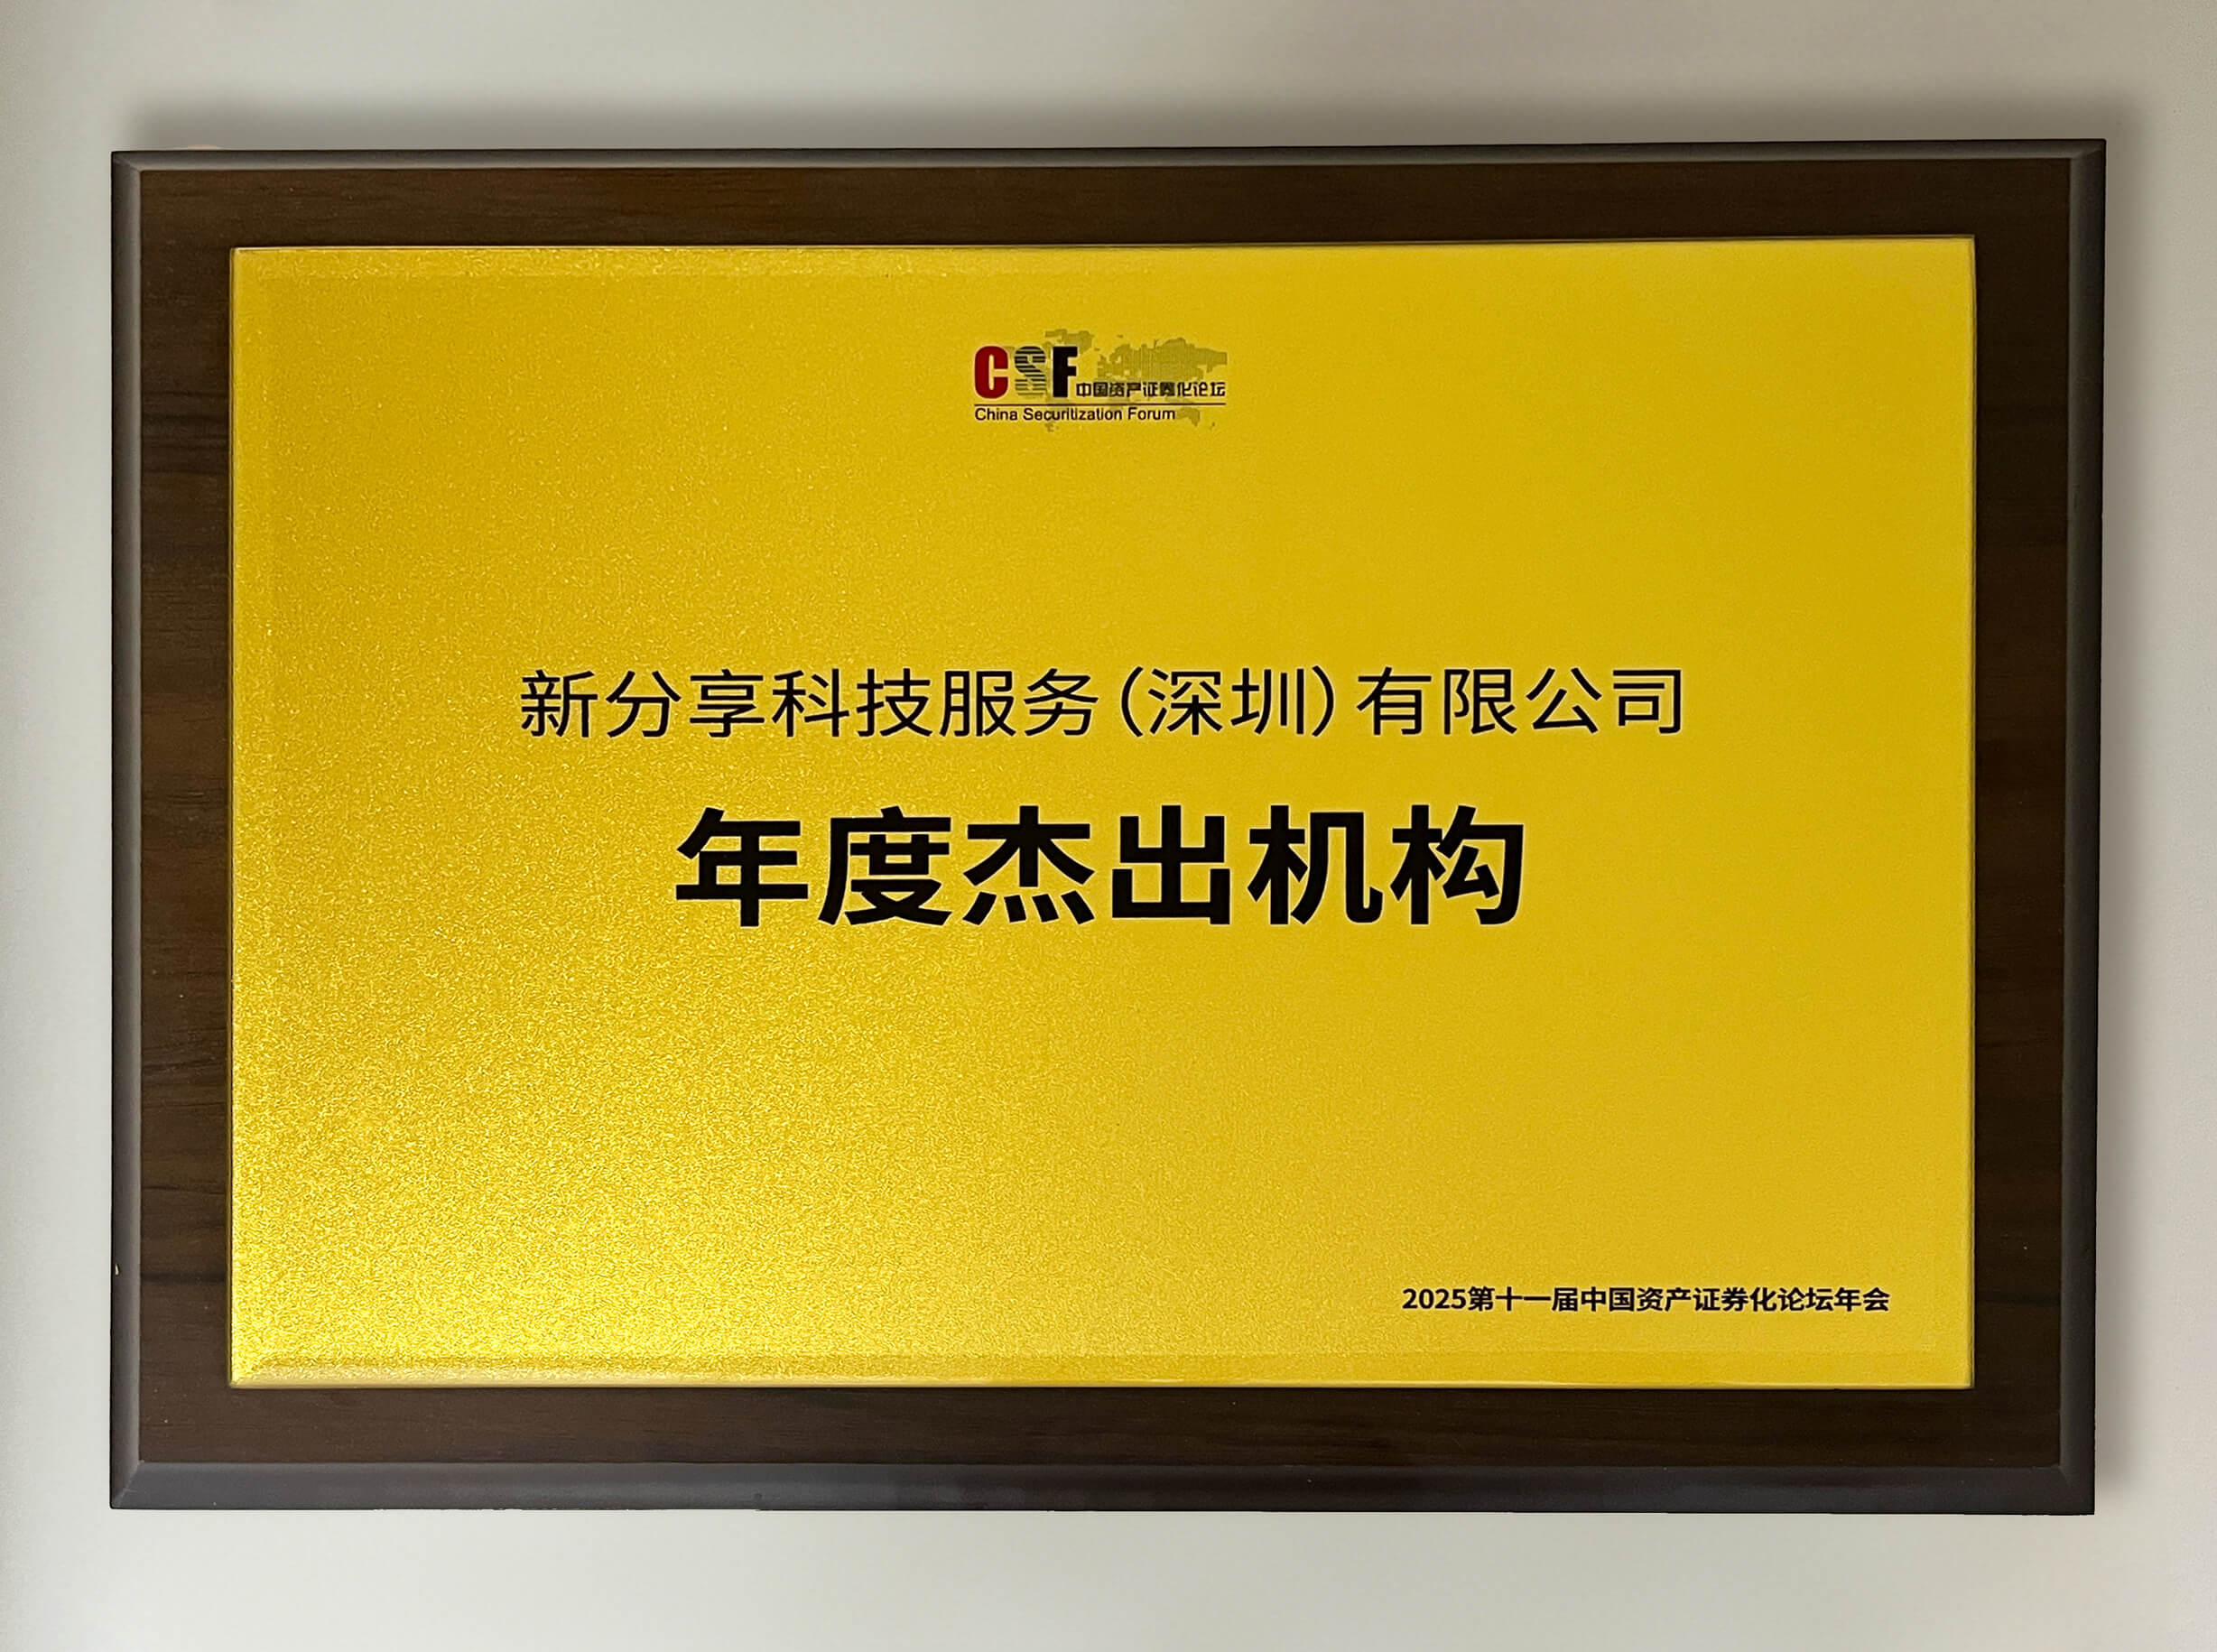 CSF中国资产证券化论坛
China Securitization Forum
新分享科技服务（深圳）有限公司
年度杰出机构
2025第十一届中国资产证券化论坛年会